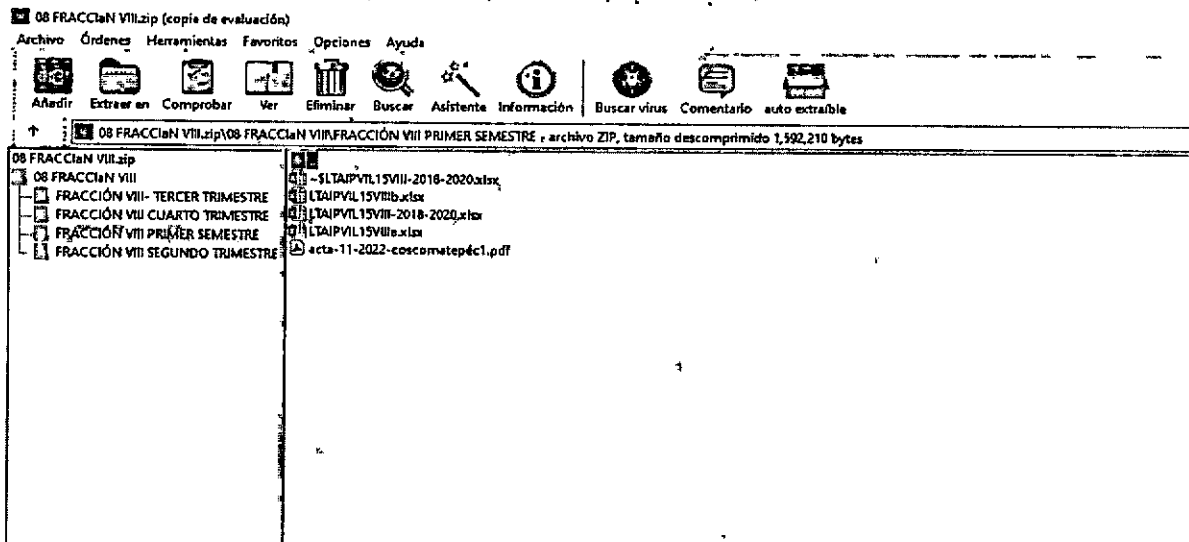 08 FRACCIaN VIII.zip (copia de evaluación)
Archivo Órdenes Herramientas Favoritos Opciones Ayuda
Añadir Extraer en Comprobar Ver Eliminar Buscar Asistente Información Buscar virus Comentario auto extraíble
08 FRACCIaN VIII.zip\08 FRACCIaN VIII\FRACCIÓN VIII PRIMER SEMESTRE - archivo ZIP, tamaño descomprimido 1,592,210 bytes
08 FRACCIaN VIII.zip
08 FRACCIaN VIII
FRACCIÓN VIII- TERCER TRIMESTRE
FRACCIÓN VIII CUARTO TRIMESTRE
FRACCIÓN VIII PRIMER SEMESTRE
FRACCIÓN VIII SEGUNDO TRIMESTRE
~$LTAIPVIL15VIII-2018-2020.xlsx
LTAIPVIL15VIIIb.xlsx
LTAIPVIL15VIII-2018-2020.xlsx
LTAIPVIL15VIIIa.xlsx
acta-11-2022-coscomatepec1.pdf